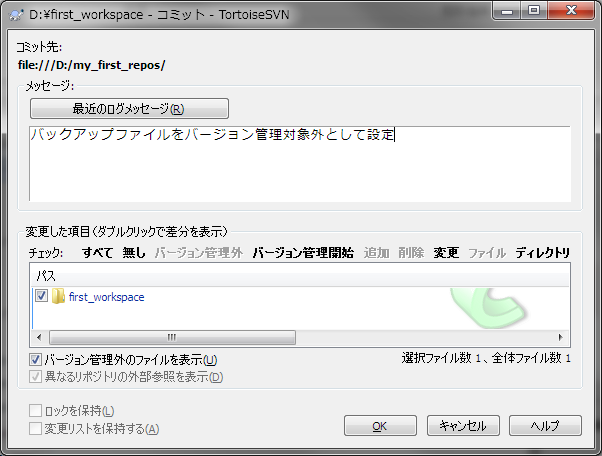 D:¥first_workspace - コミット - TortoiseSVN
コミット先:
file:///D:/my_first_repos/
メッセージ:
最近のログメッセージ(R)
バックアップファイルをバージョン管理対象外として設定
変更した項目(ダブルクリックで差分を表示)
チェック: すべて 無し バージョン管理外 バージョン管理開始 追加 削除 変更 ファイル ディレクトリ
パス
first_workspace
バージョン管理外のファイルを表示(U) 選択ファイル数 1、全体ファイル数 1
異なるリポジトリの外部参照を表示(D)
ロックを保持(L)
変更リストを保持する(A)
OK キャンセル ヘルプ